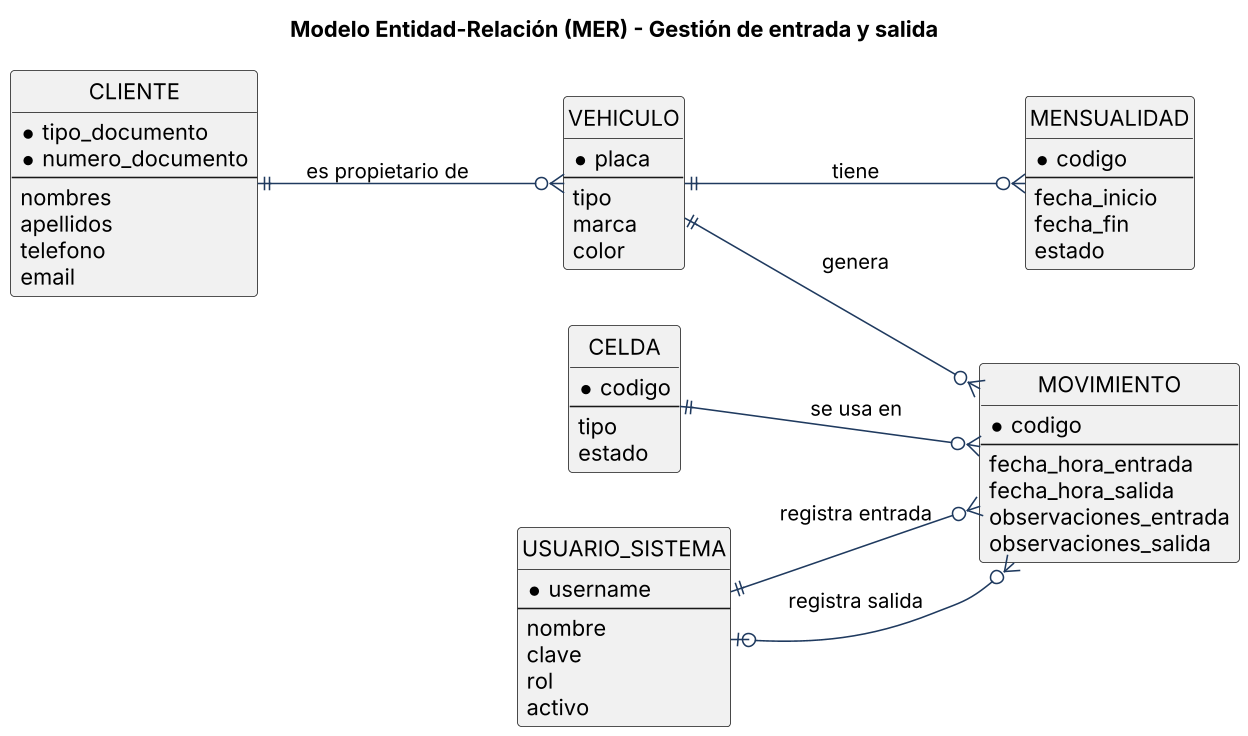 Modelo Entidad-Relación (MER) - Gestión de entrada y salida
CLIENTE
tipo_documento
numero_documento
nombres
apellidos
telefono
email
es propietario de
VEHICULO
placa
tipo
marca
color
tiene
MENSUALIDAD
codigo
fecha_inicio
fecha_fin
estado
genera
CELDA
codigo
tipo
estado
se usa en
MOVIMIENTO
codigo
fecha_hora_entrada
fecha_hora_salida
observaciones_entrada
observaciones_salida
registra entrada
USUARIO_SISTEMA
username
nombre
clave
rol
activo
registra salida